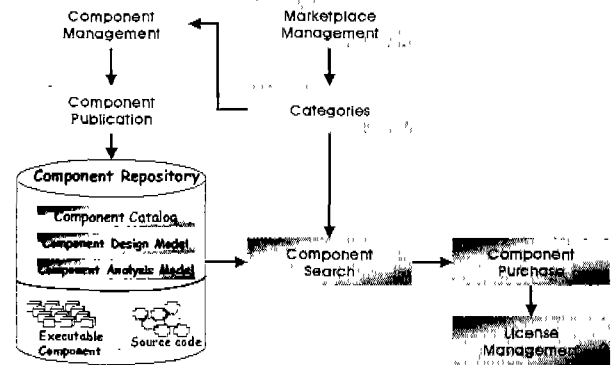 Component
Management
Marketplace
Management
Component
Publication
Categories
Component Repository
Component Catalog
Component Design Model
Component Analysis Model
Executable
Component
Source code
Component
Search
Component
Purchase
License
Management